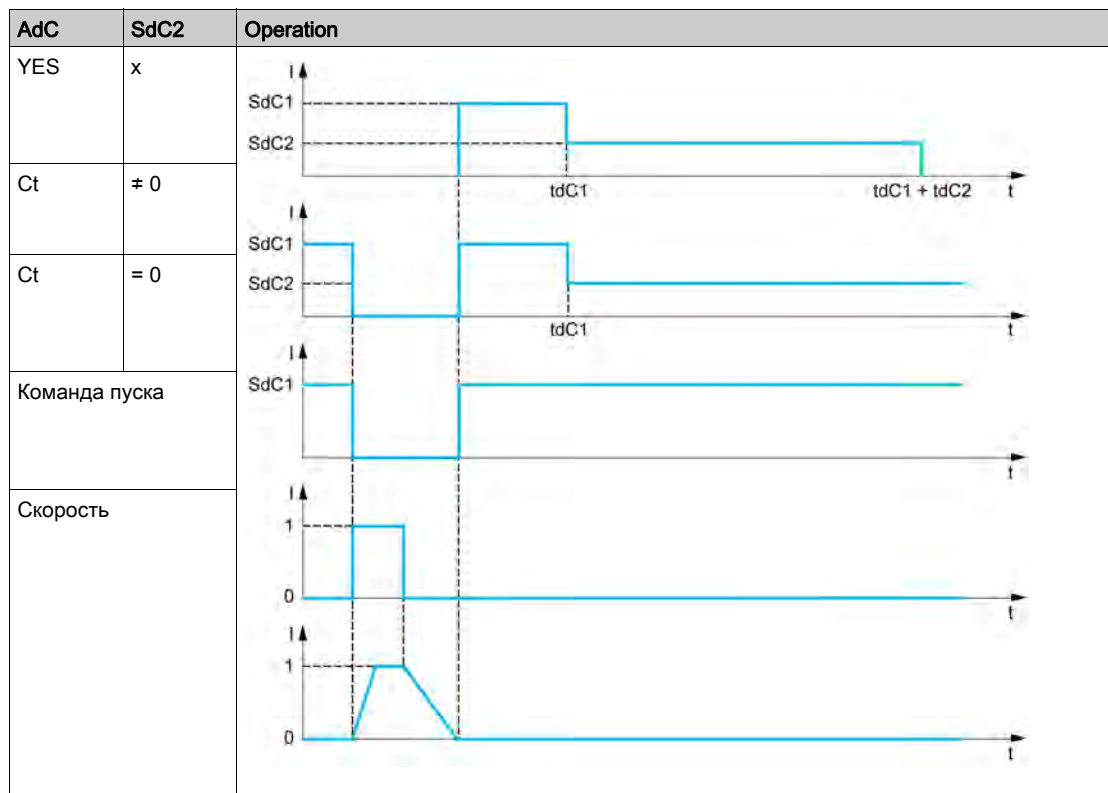 AdC SdC2 Operation
YES x
I
SdC1
SdC2
tdC1 tdC1 + tdC2 t
Ct ≠ 0
I
SdC1
SdC2
tdC1 t
Ct = 0
I
SdC1
t
Команда пуска
I
1
0
t
Скорость
I
1
0
t